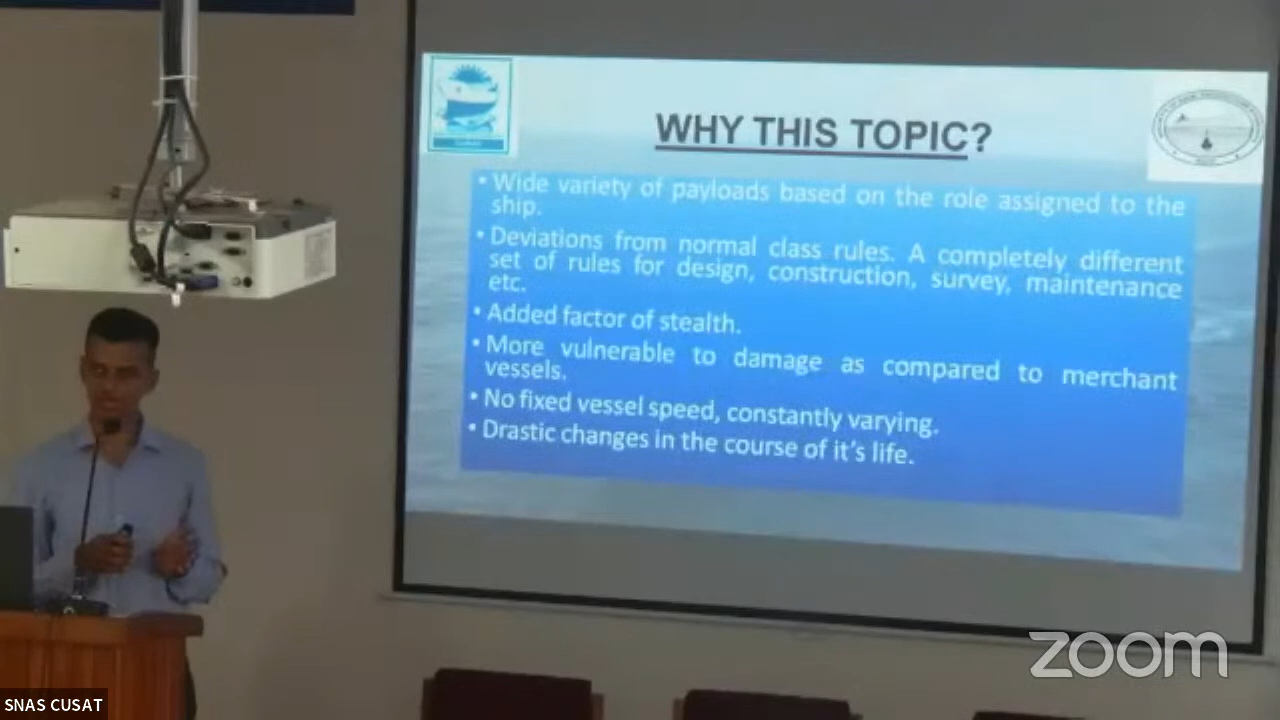 WHY THIS TOPIC?
• Wide variety of payloads based on the role assigned to the
ship.
• Deviations from normal class rules. A completely different
set of rules for design, construction, survey, maintenance
etc.
• Added factor of stealth.
• More vulnerable to damage as compared to merchant
vessels.
• No fixed vessel speed, constantly varying.
• Drastic changes in the course of it's life.
zoom
SNAS CUSAT